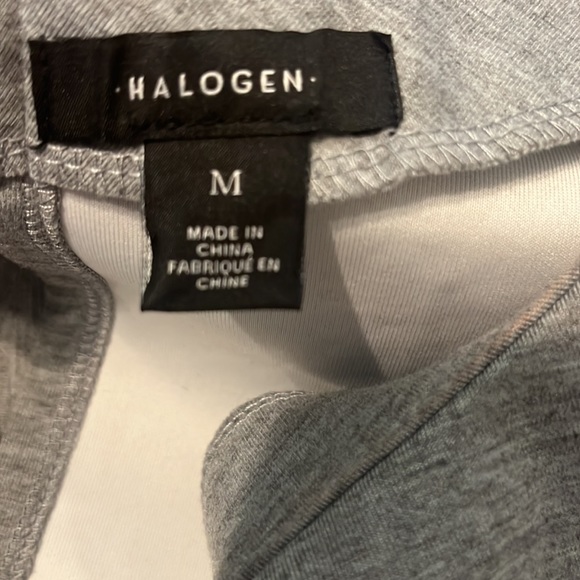 ·HALOGEN·
M
MADE IN
CHINA
FABRIQUÉ EN
CHINE